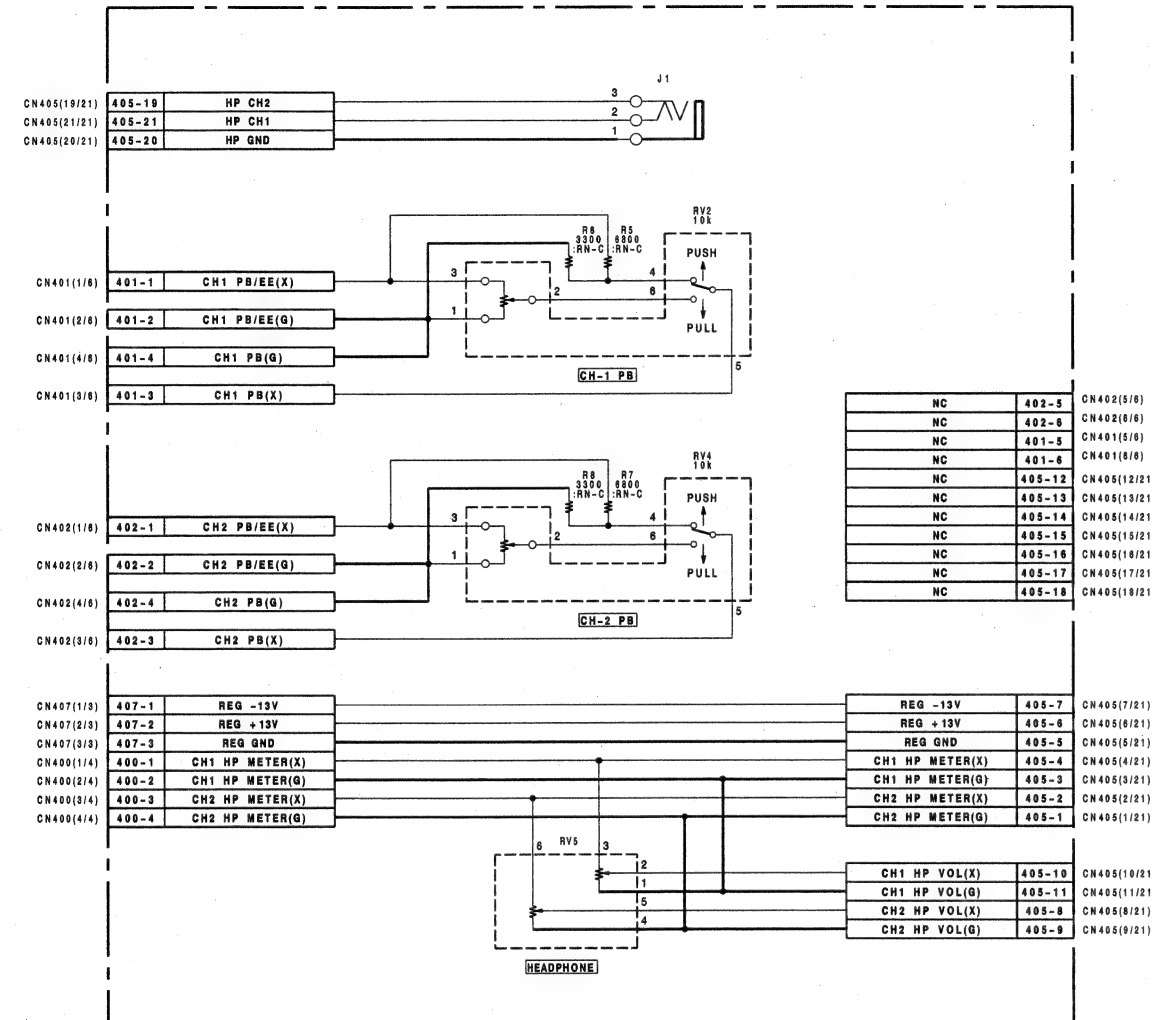 J1
CN405(19/21) 405-19 HP CH2 3
CN405(21/21) 405-21 HP CH1 2
CN405(20/21) 405-20 HP GND 1
RV2
10k
R6 R5
3300 6800
:RN-C :RN-C
PUSH
CN401(1/6) 401-1 CH1 PB/EE(X) 3 4
2 6
CN401(2/6) 401-2 CH1 PB/EE(G) 1
PULL
CN401(4/6) 401-4 CH1 PB(G)
5
CH-1 PB
CN401(3/6) 401-3 CH1 PB(X)
NC 402-5 CN402(5/6)
NC 402-6 CN402(6/6)
NC 401-5 CN401(5/6)
NC 401-6 CN401(6/6)
NC 405-12 CN405(12/21
NC 405-13 CN405(13/21
NC 405-14 CN405(14/21
NC 405-15 CN405(15/21
NC 405-16 CN405(16/21
NC 405-17 CN405(17/21
NC 405-18 CN405(18/21
RV4
10k
R8 R7
3300 6800
:RN-C :RN-C
PUSH
CN402(1/6) 402-1 CH2 PB/EE(X) 3 4
2 6
CN402(2/6) 402-2 CH2 PB/EE(G) 1
PULL
CN402(4/6) 402-4 CH2 PB(G)
5
CH-2 PB
CN402(3/6) 402-3 CH2 PB(X)
CN407(1/3) 407-1 REG -13V REG -13V 405-7 CN405(7/21)
CN407(2/3) 407-2 REG +13V REG +13V 405-6 CN405(6/21)
CN407(3/3) 407-3 REG GND REG GND 405-5 CN405(5/21)
CN400(1/4) 400-1 CH1 HP METER(X) CH1 HP METER(X) 405-4 CN405(4/21)
CN400(2/4) 400-2 CH1 HP METER(G) CH1 HP METER(G) 405-3 CN405(3/21)
CN400(3/4) 400-3 CH2 HP METER(X) CH2 HP METER(X) 405-2 CN405(2/21)
CN400(4/4) 400-4 CH2 HP METER(G) CH2 HP METER(G) 405-1 CN405(1/21)
6 RV5 3
2 CH1 HP VOL(X) 405-10 CN405(10/21
1 CH1 HP VOL(G) 405-11 CN405(11/21
5 CH2 HP VOL(X) 405-8 CN405(8/21)
4 CH2 HP VOL(G) 405-9 CN405(9/21)
HEADPHONE